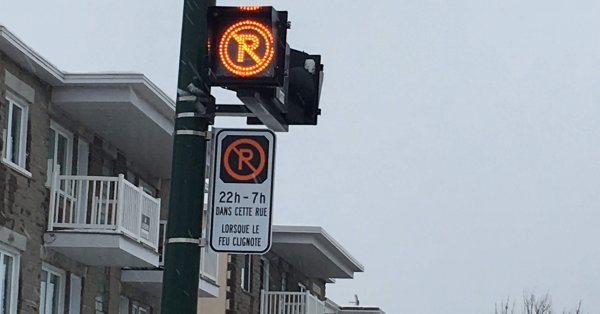 P
P
22h - 7h
DANS CETTE RUE
LORSQUE LE
FEU CLIGNOTE